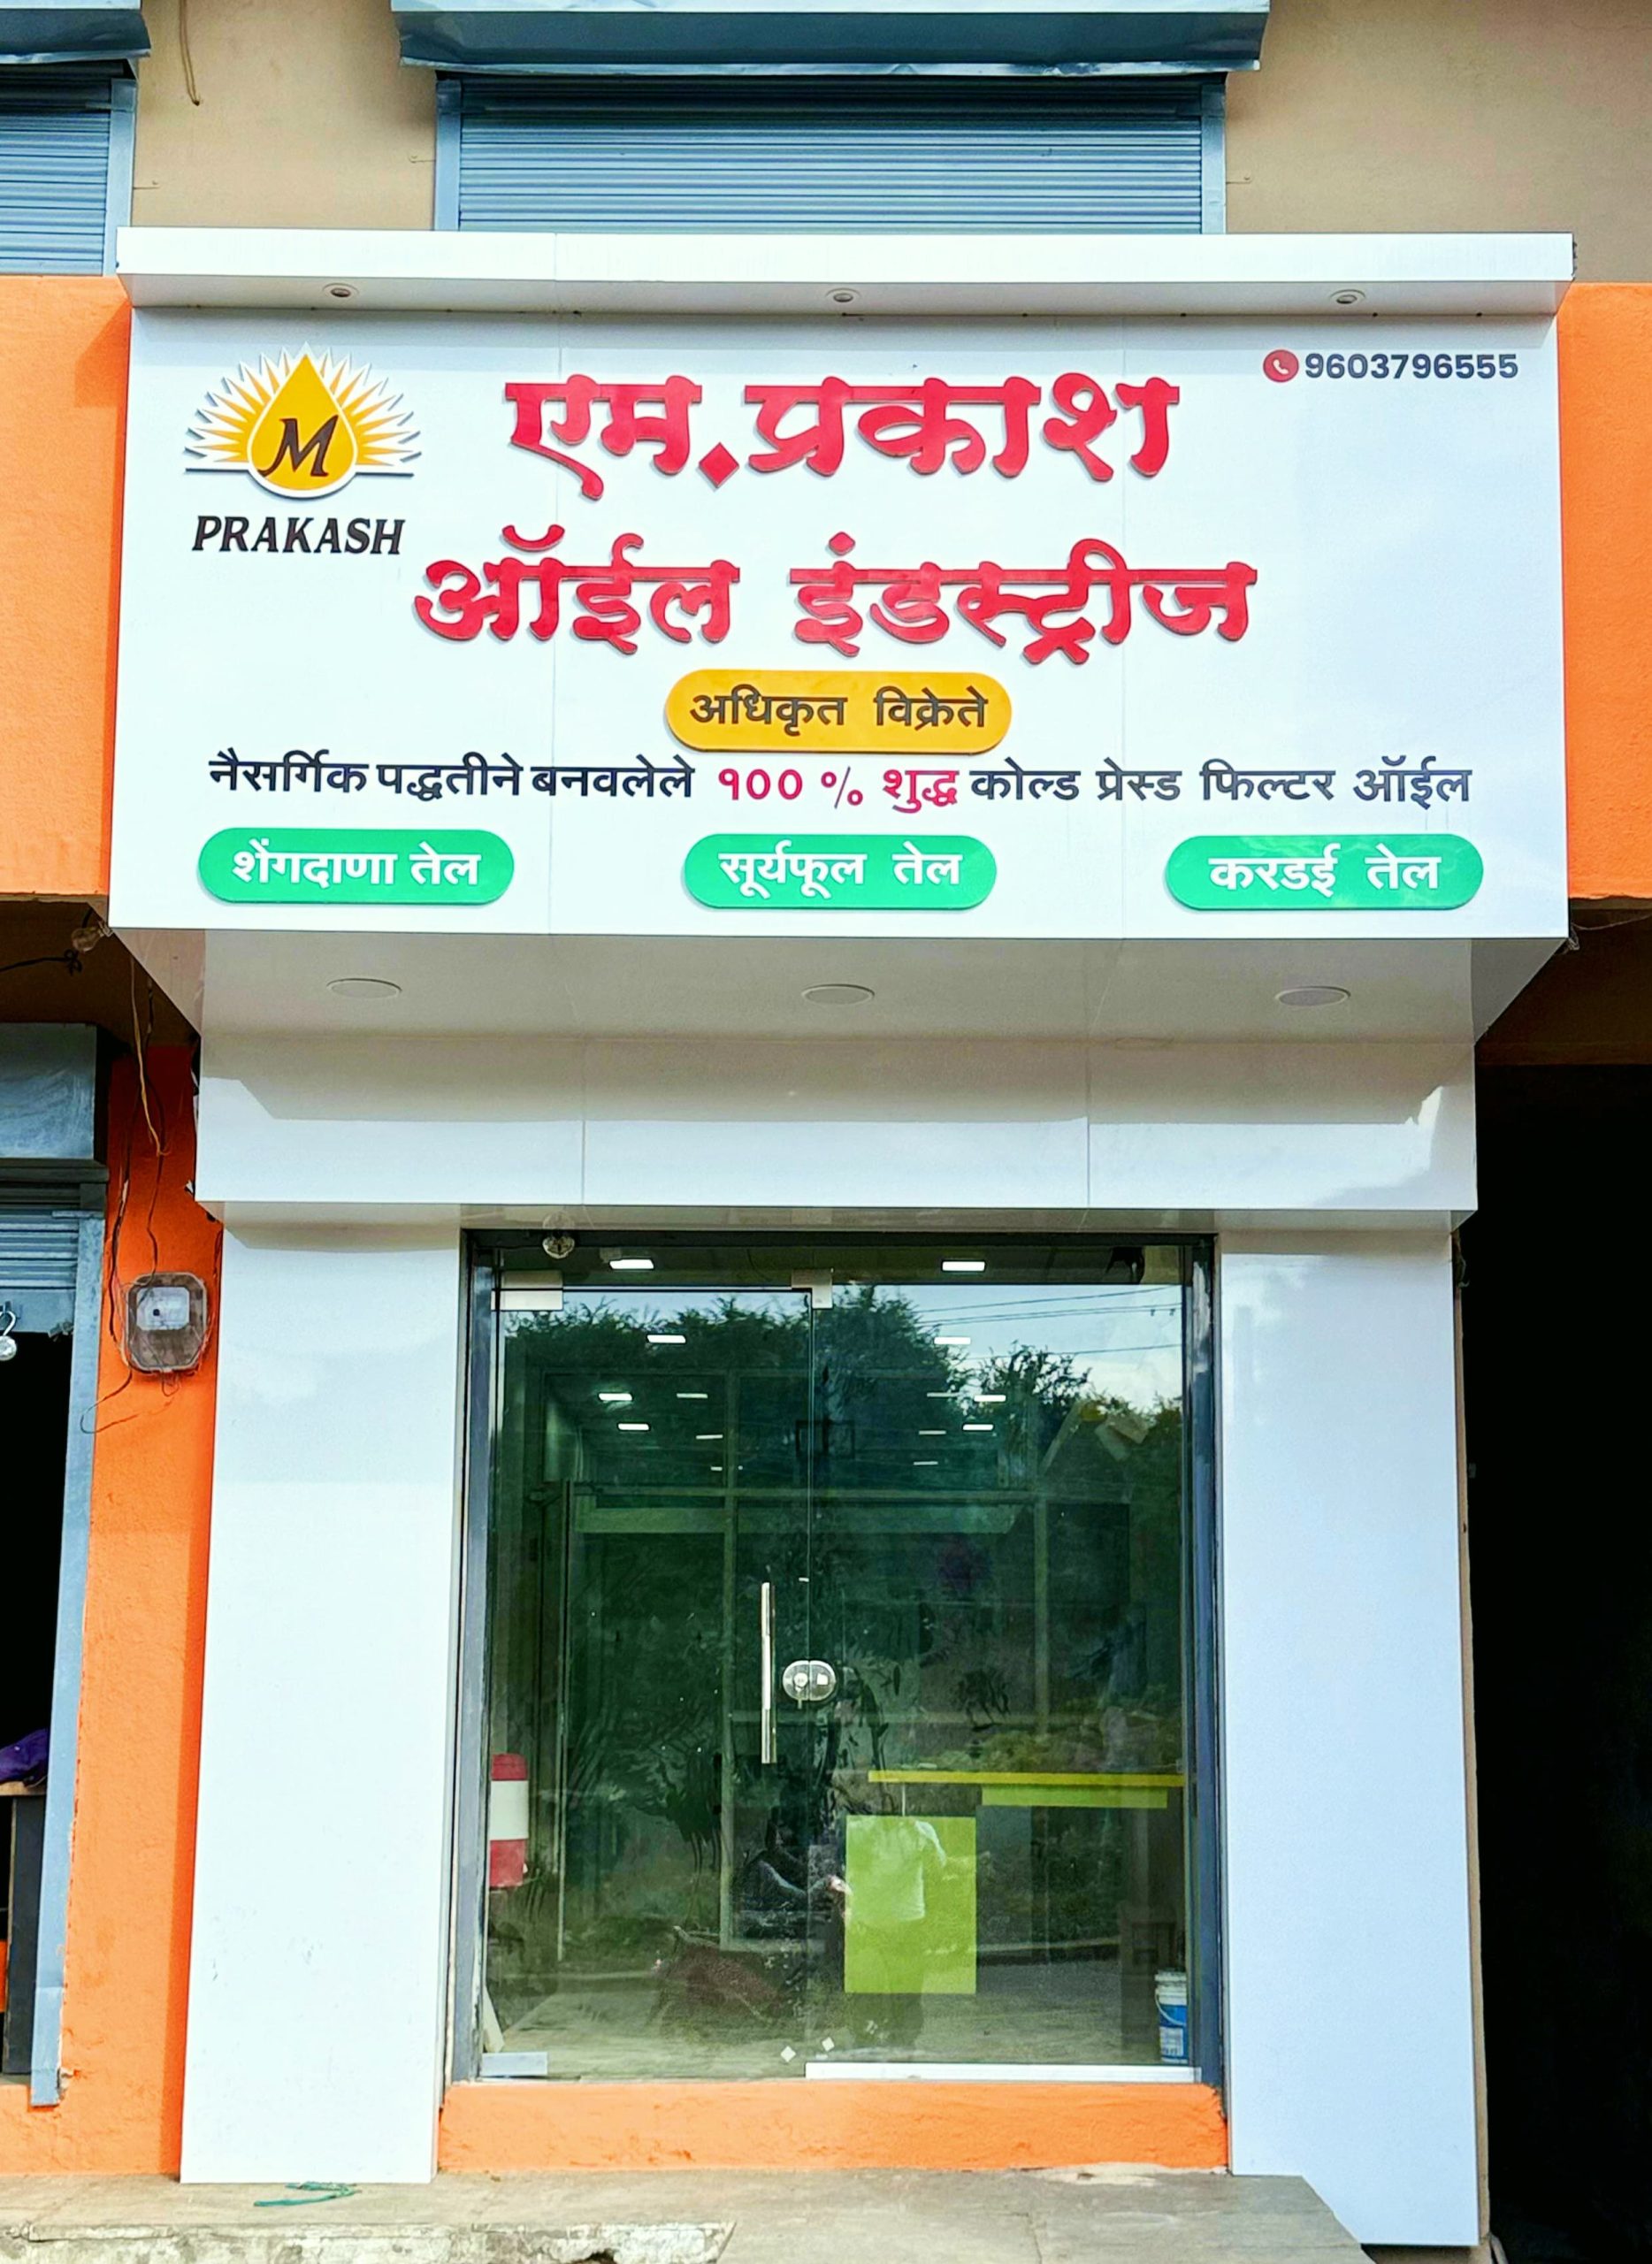 M
PRAKASH
9603796555
एम.प्रकाश
ऑईल इंडस्ट्रीज
अधिकृत विक्रेते
नैसर्गिक पद्धतीने बनवलेले १०० % शुद्ध कोल्ड प्रेस्ड फिल्टर ऑईल
शेंगदाणा तेल सूर्यफूल तेल करडई तेल